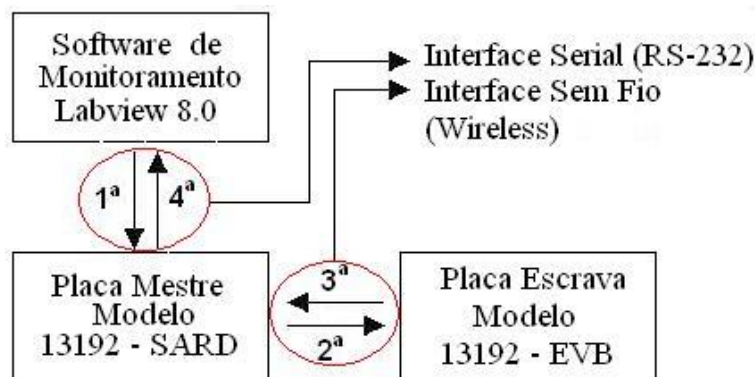 Software de
Monitoramento
Labview 8.0
Interface Serial (RS-232)
Interface Sem Fio
(Wireless)
1ª
4ª
Placa Mestre
Modelo
13192 - SARD
3ª
2ª
Placa Escrava
Modelo
13192 - EVB